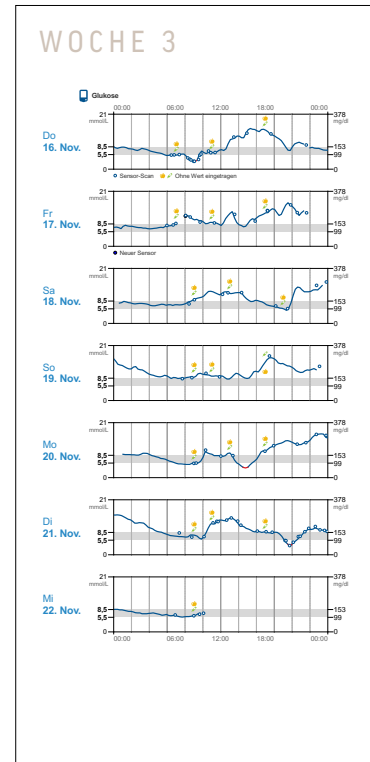 WOCHE 3
Glukose
00:00 06:00 12:00 18:00 00:00
mmol/L mg/dl
Do
16. Nov.
21 378
8,5 153
5,5 99
0 0
Sensor-Scan Ohne Wert eingetragen
Fr
17. Nov.
21 378
mmol/L mg/dl
8,5 153
5,5 99
0 0
Neuer Sensor
Sa
18. Nov.
21 378
mmol/L mg/dl
8,5 153
5,5 99
0 0
So
19. Nov.
21 378
mmol/L mg/dl
8,5 153
5,5 99
0 0
Mo
20. Nov.
21 378
mmol/L mg/dl
8,5 153
5,5 99
0 0
Di
21. Nov.
21 378
mmol/L mg/dl
8,5 153
5,5 99
0 0
Mi
22. Nov.
21 378
mmol/L mg/dl
8,5 153
5,5 99
0 0
00:00 06:00 12:00 18:00 00:00